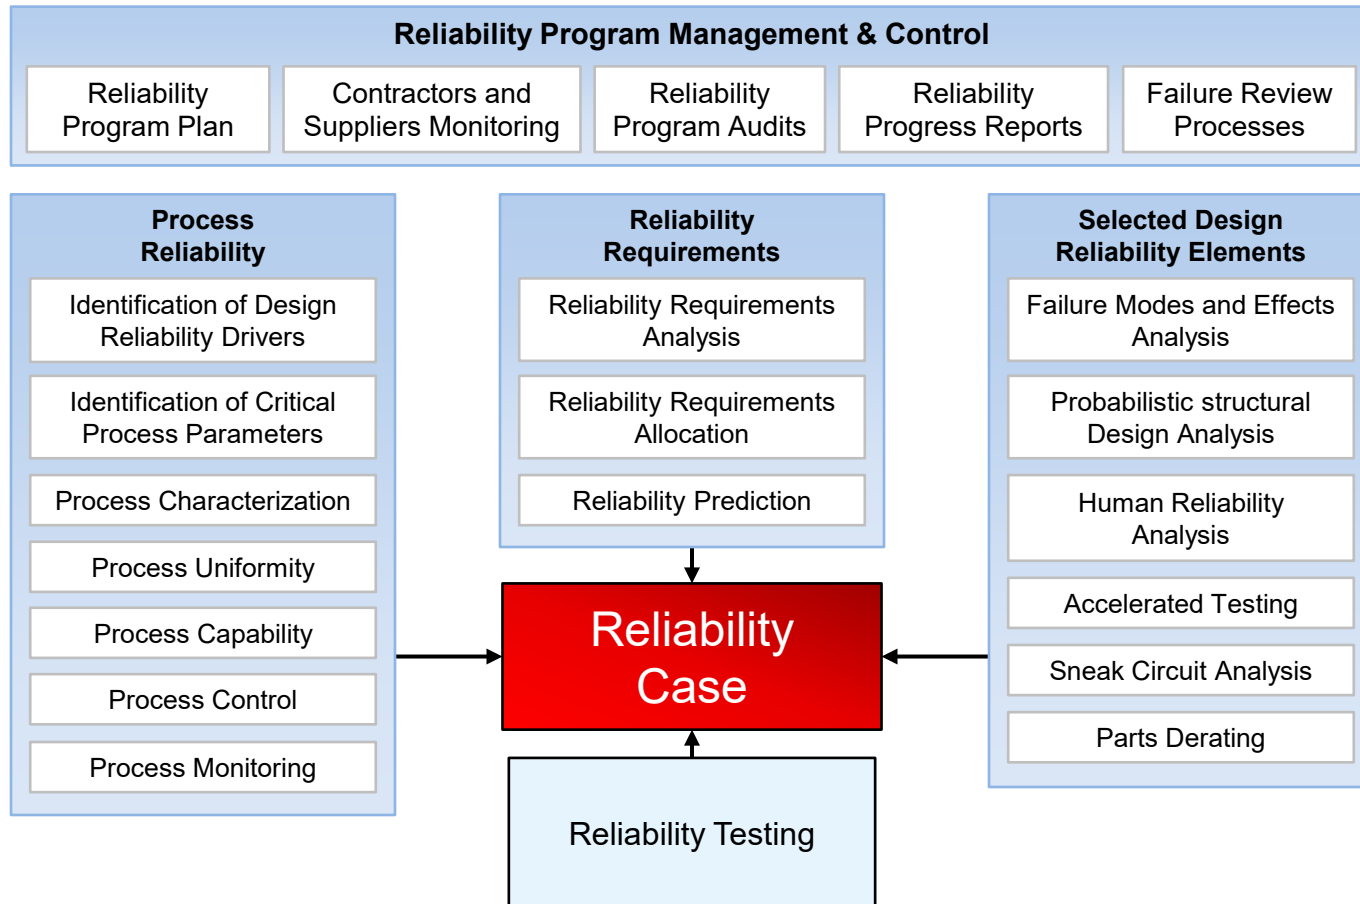 Reliability Program Management & Control
Reliability
Program Plan
Contractors and
Suppliers Monitoring
Reliability
Program Audits
Reliability
Progress Reports
Failure Review
Processes
Process
Reliability
Identification of Design
Reliability Drivers
Identification of Critical
Process Parameters
Process Characterization
Process Uniformity
Process Capability
Process Control
Process Monitoring
Reliability
Requirements
Reliability Requirements
Analysis
Reliability Requirements
Allocation
Reliability Prediction
Reliability
Case
Reliability Testing
Selected Design
Reliability Elements
Failure Modes and Effects
Analysis
Probabilistic structural
Design Analysis
Human Reliability
Analysis
Accelerated Testing
Sneak Circuit Analysis
Parts Derating